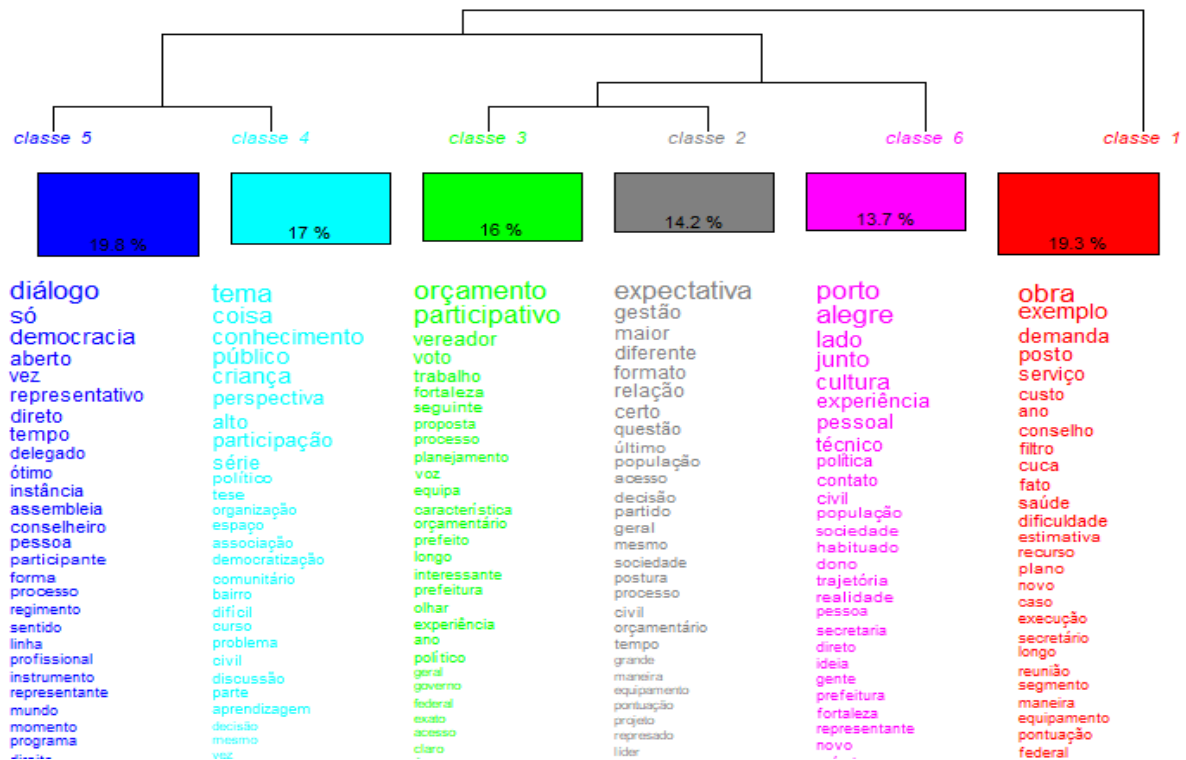 classe 5
classe 4
classe 3
classe 2
classe 6
classe 1
19.8 %
17 %
16 %
14.2 %
13.7 %
19.3 %
diálogo
só
democracia
aberto
vez
representativo
direto
tempo
delegado
ótimo
instância
assembleia
conselheiro
pessoa
participante
forma
processo
regimento
sentido
linha
profissional
instrumento
representante
mundo
momento
programa
tema
coisa
conhecimento
público
criança
perspectiva
alto
participação
série
político
tese
organização
espaço
associação
democratização
comunitário
bairro
difícil
curso
problema
civil
discussão
parte
aprendizagem
decisão
mesmo
vez
orçamento
participativo
vereador
voto
trabalho
fortaleza
seguinte
proposta
processo
planejamento
voz
equipa
característica
orçamentário
prefeito
longo
interessante
prefeitura
olhar
experiência
ano
político
geral
governo
federal
exato
acesso
claro
expectativa
gestão
maior
diferente
formato
relação
certo
questão
último
população
acesso
decisão
partido
geral
mesmo
sociedade
postura
processo
civil
orçamentário
tempo
grande
maneira
equipamento
pontuação
projeto
represado
líder
porto
alegre
lado
junto
cultura
experiência
pessoal
técnico
política
contato
civil
população
sociedade
habituado
dono
trajetória
realidade
pessoa
secretaria
direto
ideia
gente
prefeitura
fortaleza
representante
novo
obra
exemplo
demanda
posto
serviço
custo
ano
conselho
filtro
cuca
fato
saúde
dificuldade
estimativa
recurso
plano
novo
caso
execução
secretário
longo
reunião
segmento
maneira
equipamento
pontuação
federal